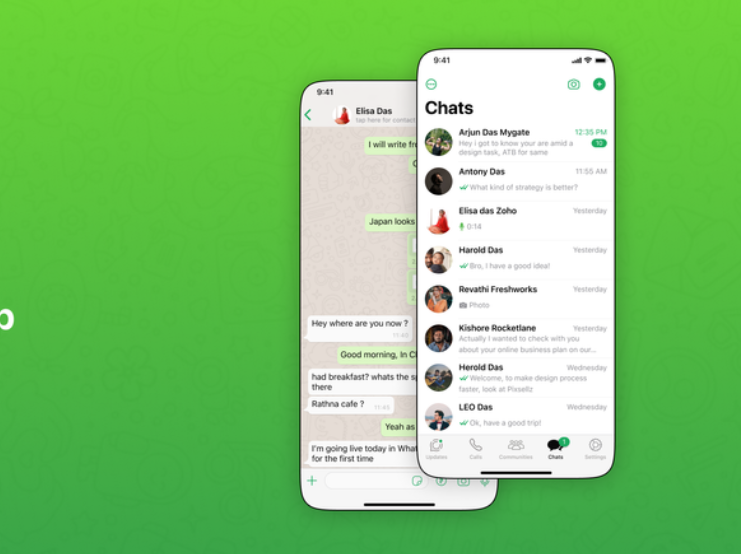 p
9:41
Elisa Das
tap here for contact
I will write fr
Japan looks
Hey where are you now ?
11:45
Good morning, In C
had breakfast? whats the sp
there
Rathna cafe ?
11:45
Yeah as
I'm going live today in What
for the first time
9:41
Chats
Arjun Das Mygate
12:35 PM
Hey i got to know your are amid a
10
design task, ATB for same
Antony Das
11:55 AM
What kind of strategy is better?
Elisa das Zoho
Yesterday
0:14
Harold Das
Yesterday
Bro, I have a good idea!
Revathi Freshworks
Yesterday
Photo
Kishore Rocketlane
Yesterday
Actually I wanted to check with you
about your online business plan on our...
Herold Das
Wednesday
Welcome, to make design process
faster, look at Pixsellz
LEO Das
Wednesday
Ok, have a good trip!
1
Updates
Calls
Communities
Chats
Settings